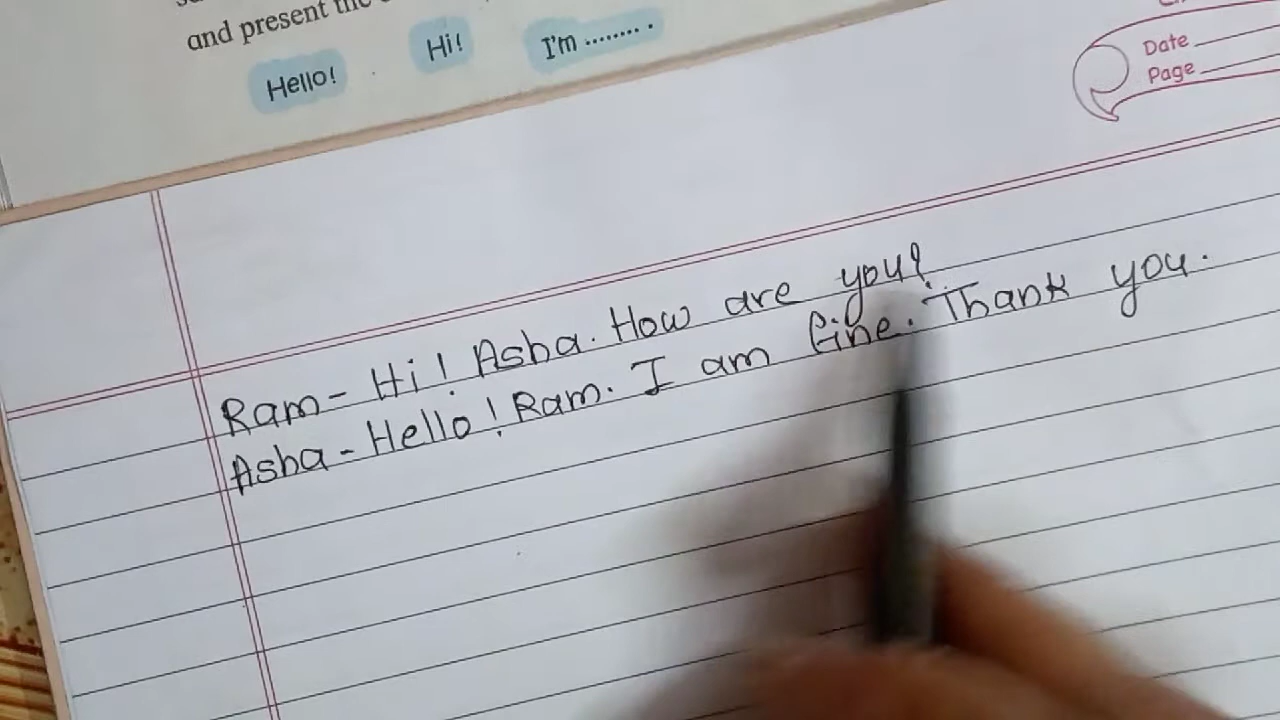 and present the
Hello! Hi! I'm ........ .
Date
Page
Ram - Hi! Asha. How are you?
Asha - Hello! Ram. I am fine. Thank you.